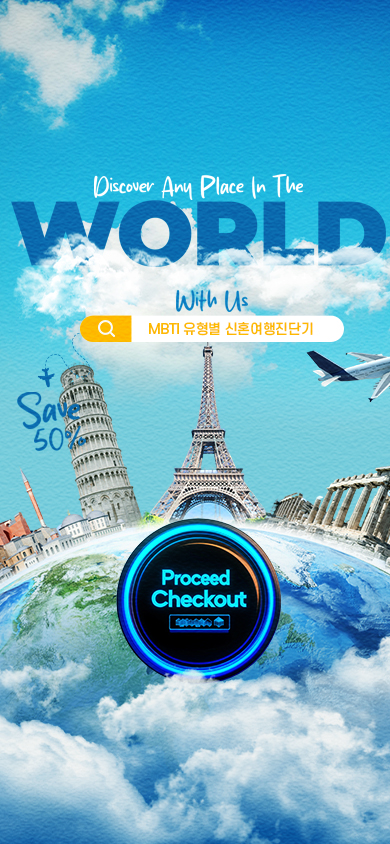 Discover Any Place In The
WORLD
With Us
MBTI 유형별 신혼여행진단기
Save
50%
Proceed
Checkout